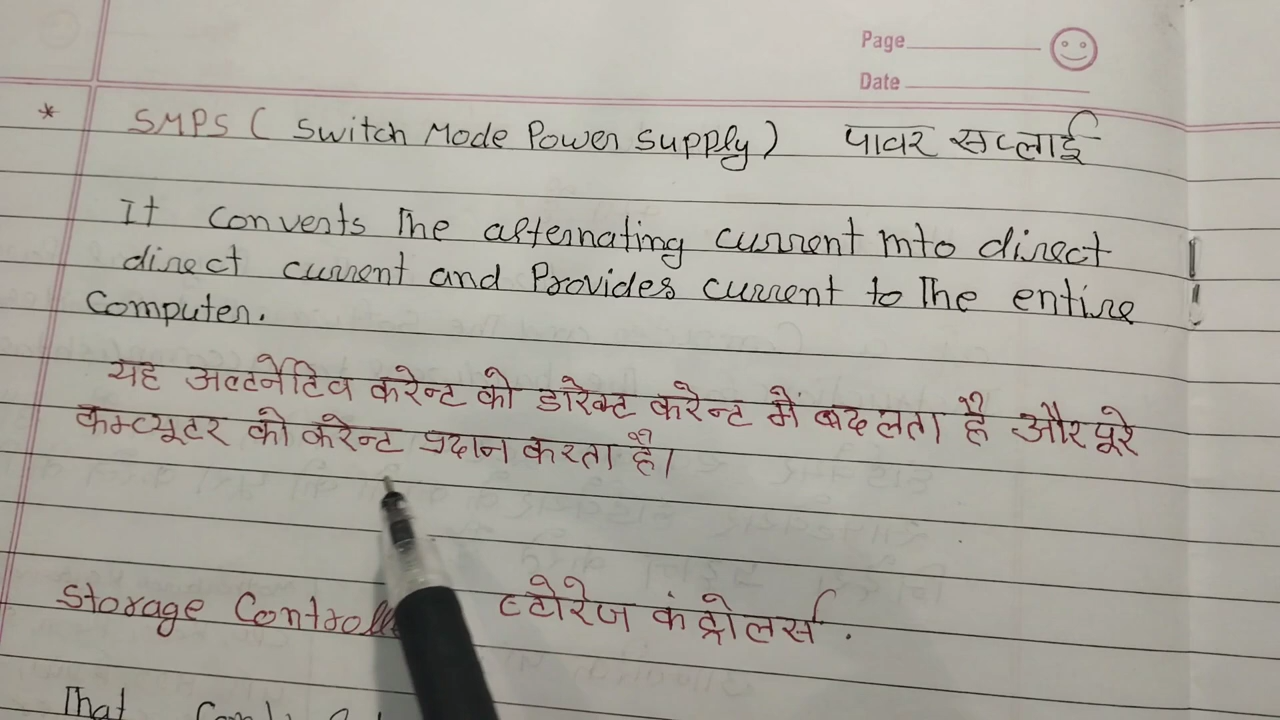 Page
Date
* SMPS ( Switch Mode Power Supply ) पावर सप्लाई
It converts The alternating current into direct
direct current and Provides current to The entire
Computer.
यह अल्टर्नेटिव करेन्ट को डारेक्ट करेन्ट में बदलता है और पूरे
कम्प्यूटर को करेन्ट प्रदान करता है।
Storage स्टोरेज कंट्रोलर्स .
That